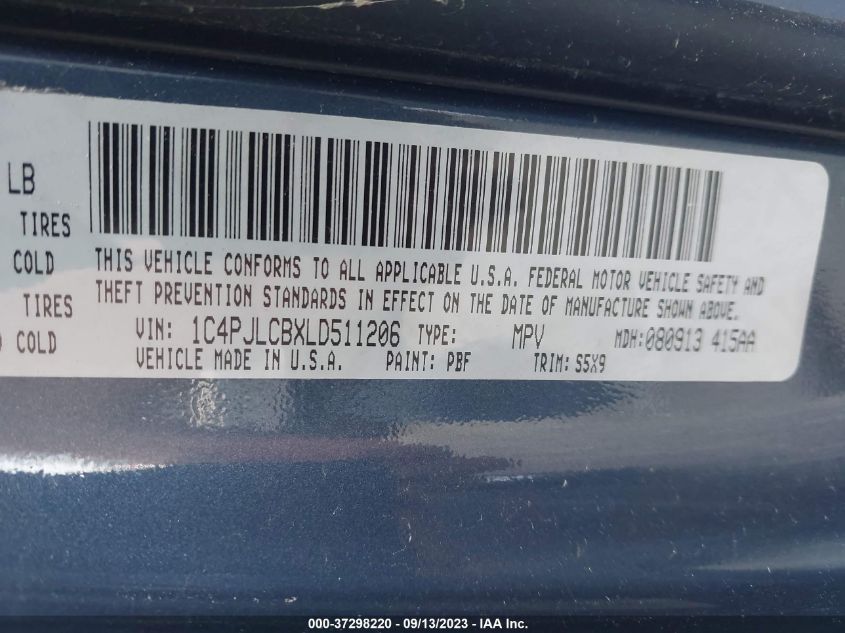 LB
TIRES
COLD
TIRES
COLD
THIS VEHICLE CONFORMS TO ALL APPLICABLE U.S.A. FEDERAL MOTOR VEHICLE SAFETY AND
THEFT PREVENTION STANDARDS IN EFFECT ON THE DATE OF MANUFACTURE SHOWN ABOVE.
VIN: 1C4PJLCBXLD511206 TYPE: MPV MDH:080913 415AA
VEHICLE MADE IN U.S.A. PAINT: PBF TRIM: S5X9
000-37298220 - 09/13/2023 - IAA Inc.